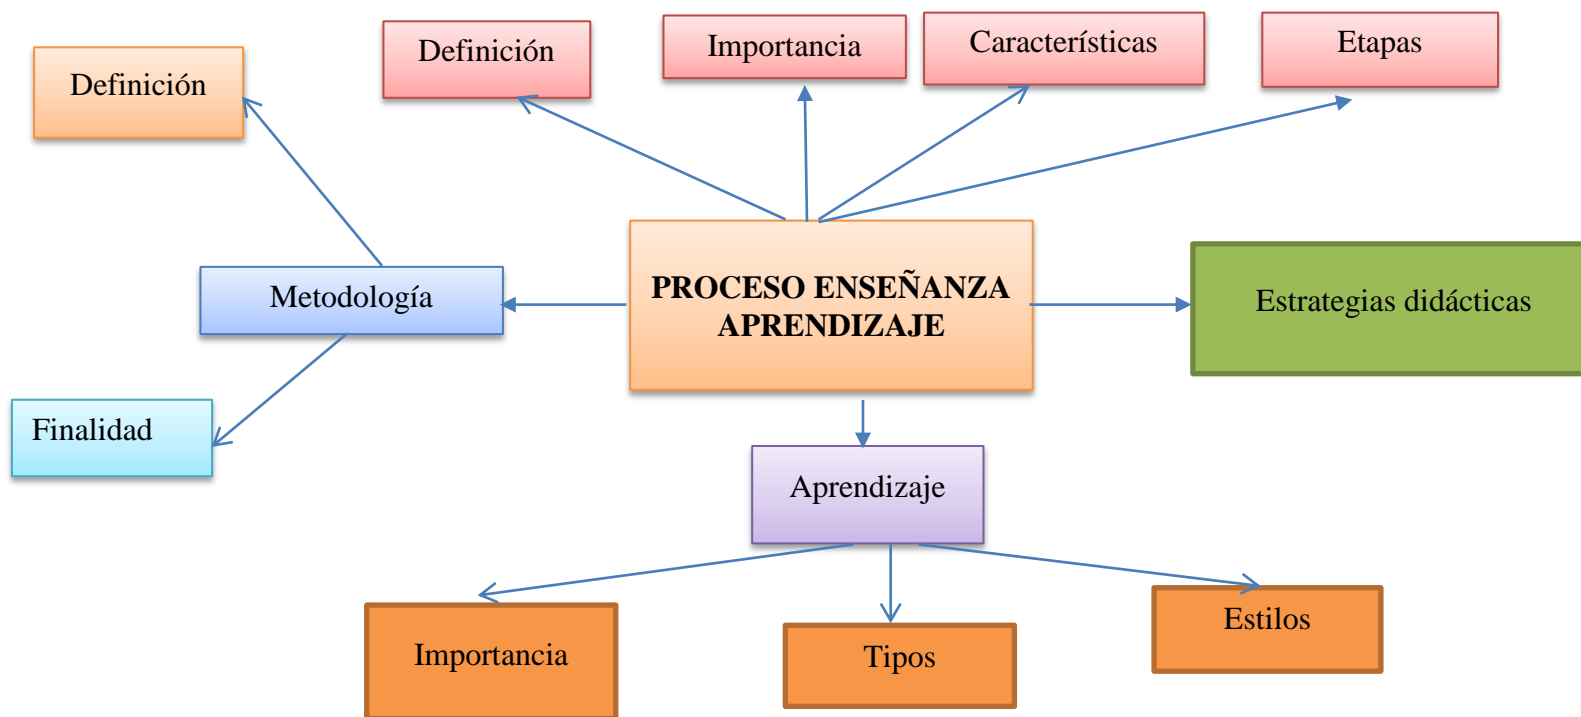 Definición
Importancia
Características
Etapas
Definición
PROCESO ENSEÑANZA
APRENDIZAJE
Metodología
Estrategias didácticas
Finalidad
Aprendizaje
Importancia
Tipos
Estilos